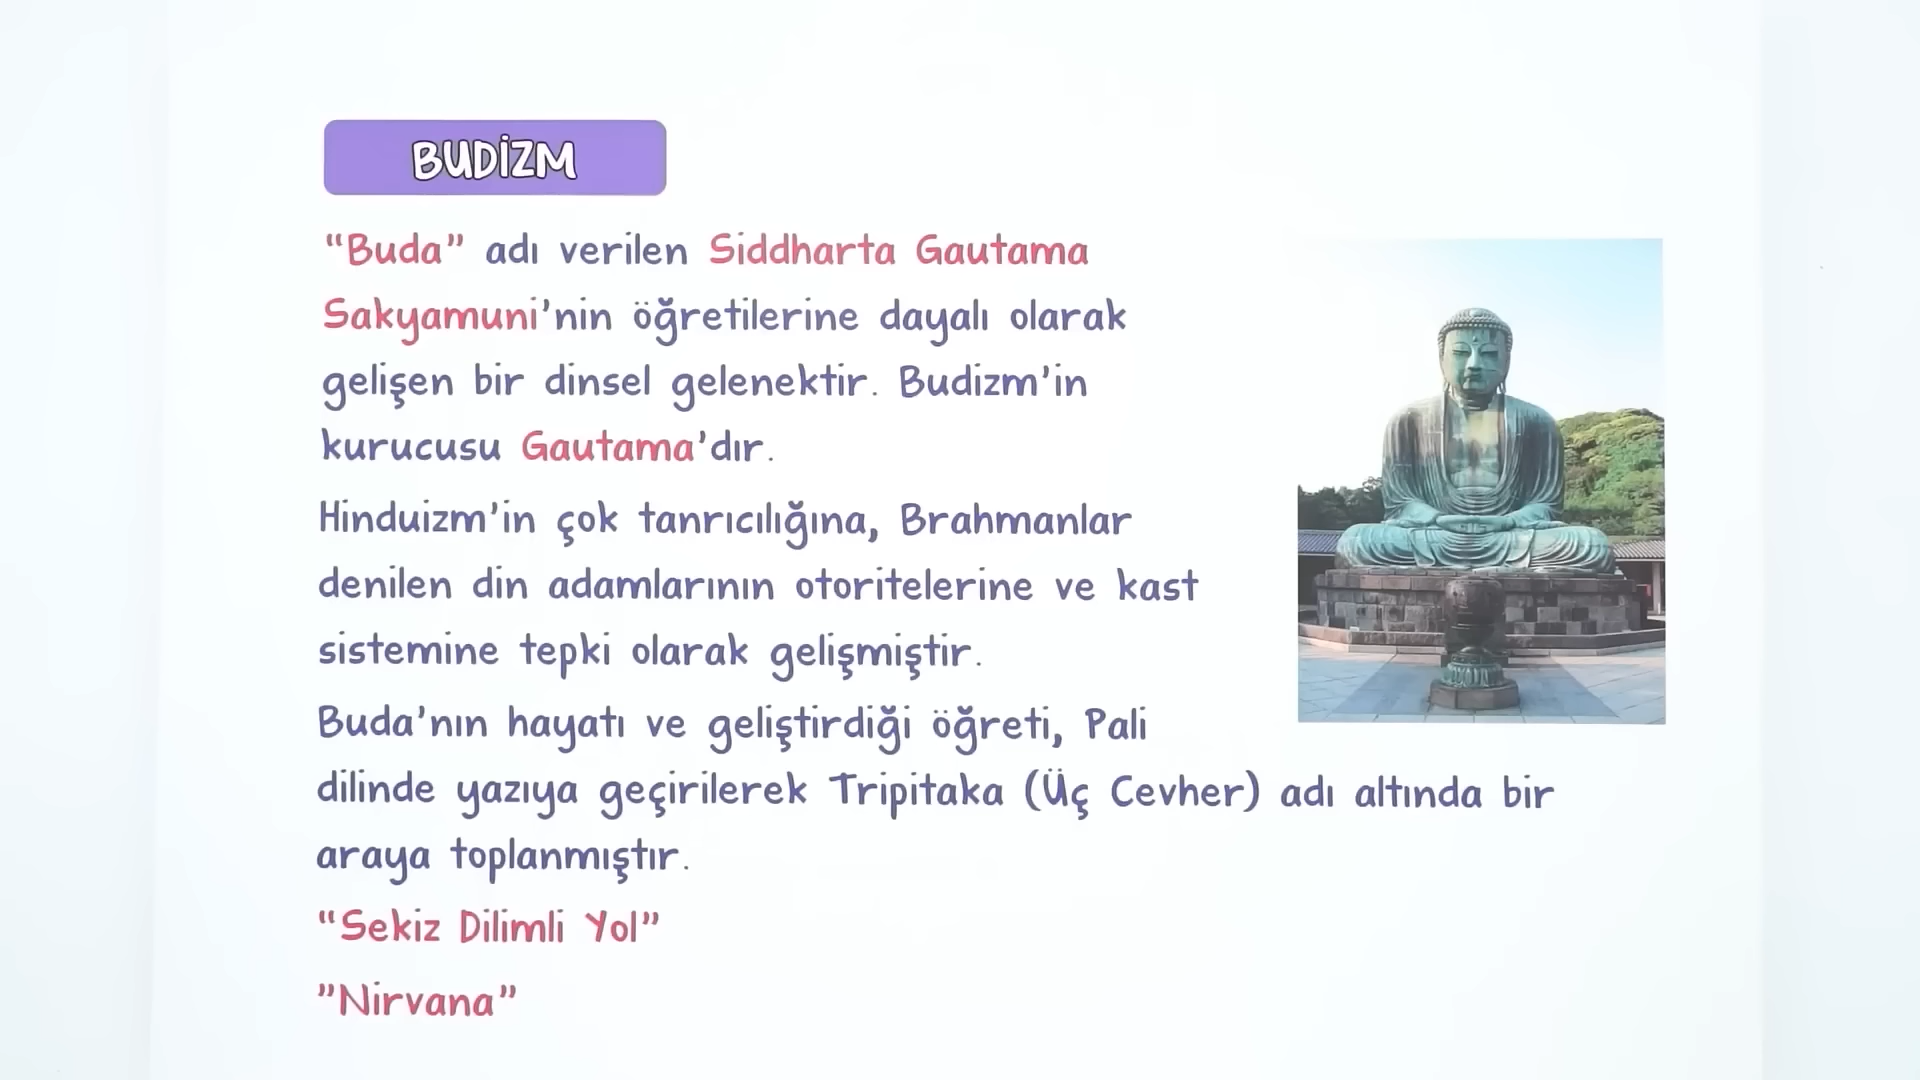 BUDİZM
“Buda” adı verilen Siddharta Gautama
Sakyamuni’nin öğretilerine dayalı olarak
gelişen bir dinsel gelenektir. Budizm’in
kurucusu Gautama’dır.
Hinduizm’in çok tanrıcılığına, Brahmanlar
denilen din adamlarının otoritelerine ve kast
sistemine tepki olarak gelişmiştir.
Buda’nın hayatı ve geliştirdiği öğreti, Pali
dilinde yazıya geçirilerek Tripitaka (Üç Cevher) adı altında bir
araya toplanmıştır.
“Sekiz Dilimli Yol”
”Nirvana”